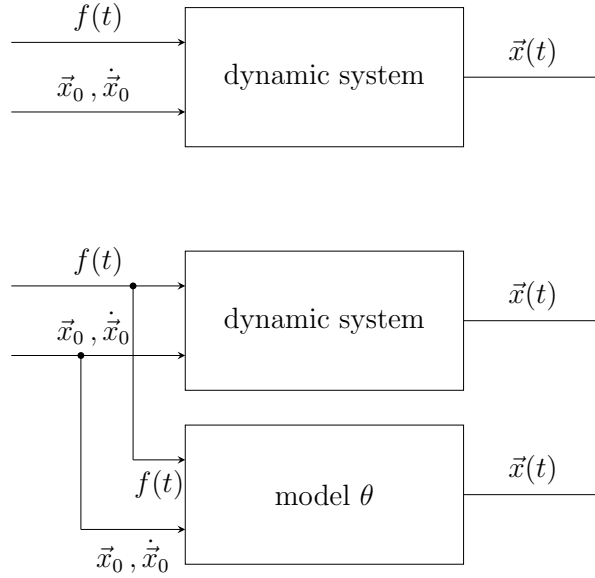 f(t)
x⃗₀ , ẋ⃗₀
dynamic system
x⃗(t)
f(t)
x⃗₀ , ẋ⃗₀
dynamic system
x⃗(t)
f(t)
x⃗₀ , ẋ⃗₀
model θ
x⃗(t)